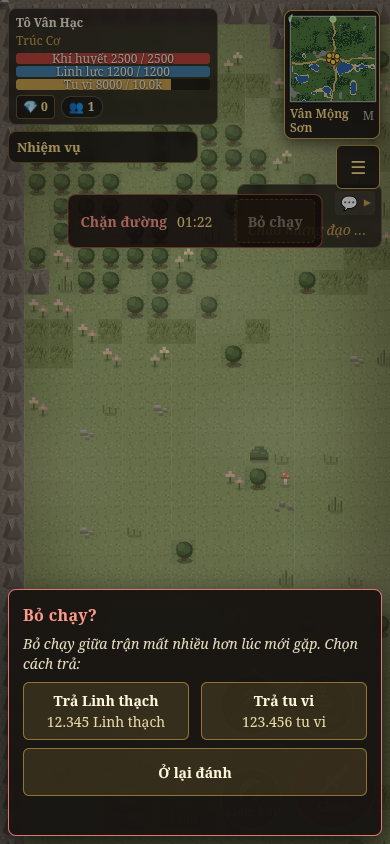 Tô Vân Hạc
Trúc Cơ
Khí huyết 2500 / 2500
Linh lực 1200 / 1200
Tu vi 8000 / 10.0k
💎 0 👥 1
Vân Mộng Sơn M
Nhiệm vụ
☰
💬 ▸
đạo ...
Chặn đường 01:22 Bỏ chạy
Bỏ chạy?
Bỏ chạy giữa trận mất nhiều hơn lúc mới gặp. Chọn
cách trả:
Trả Linh thạch
12.345 Linh thạch
Trả tu vi
123.456 tu vi
Ở lại đánh